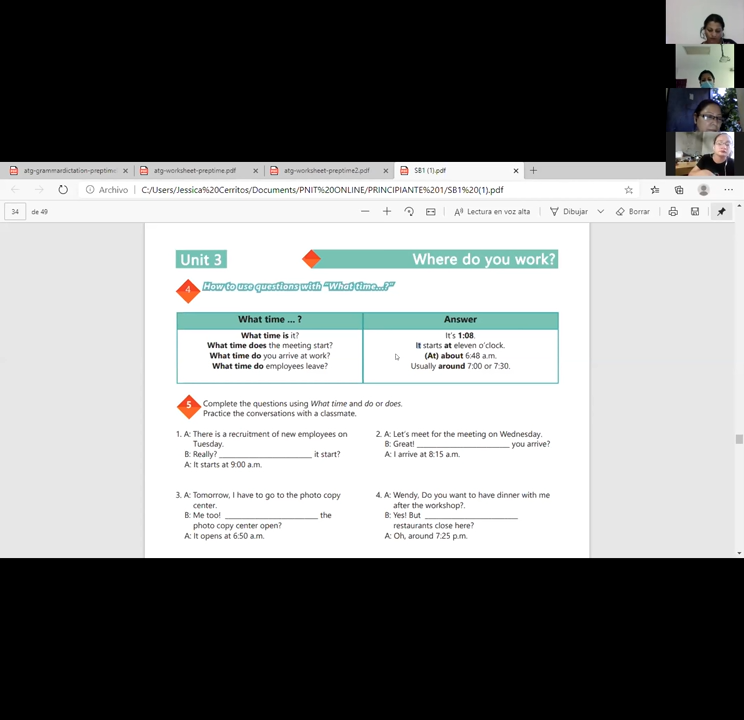 atg-grammardictation-preptime
atg-worksheet-preptime.pdf
atg-worksheet-preptime2.pdf
SB1 (1).pdf
Archivo
C:/Users/Jessica%20Cerritos/Documents/PNIT%20ONLINE/PRINCIPIANTE%201/SB1%20(1).pdf
34 de 49
Lectura en voz alta
Dibujar
Borrar
Unit 3
Where do you work?
4 How to use questions with "What time...?"
What time ... ? Answer
What time is it? It's 1:08.
What time does the meeting start? It starts at eleven o'clock.
What time do you arrive at work? (At) about 6:48 a.m.
What time do employees leave? Usually around 7:00 or 7:30.
5 Complete the questions using What time and do or does.
Practice the conversations with a classmate.
1. A: There is a recruitment of new employees on
Tuesday.
B: Really? ____________________ it start?
A: It starts at 9:00 a.m.
2. A: Let's meet for the meeting on Wednesday.
B: Great! ____________________ you arrive?
A: I arrive at 8:15 a.m.
3. A: Tomorrow, I have to go to the photo copy
center.
B: Me too! ____________________ the
photo copy center open?
A: It opens at 6:50 a.m.
4. A: Wendy, Do you want to have dinner with me
after the workshop?.
B: Yes! But ____________________
restaurants close here?
A: Oh, around 7:25 p.m.